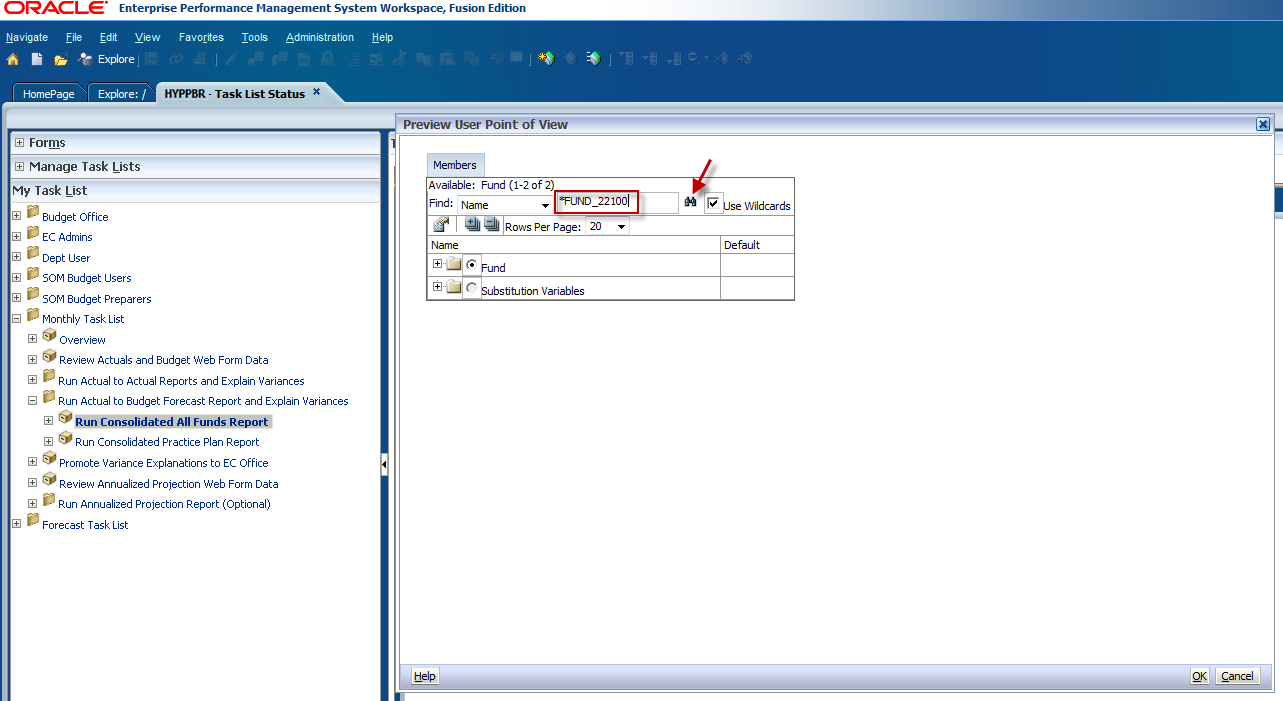 ORACLE® Enterprise Performance Management System Workspace, Fusion Edition
Navigate File Edit View Favorites Tools Administration Help
Explore
HomePage Explore: / HYPPBR - Task List Status
Forms
Manage Task Lists
My Task List
Budget Office
EC Admins
Dept User
SOM Budget Users
SOM Budget Preparers
Monthly Task List
Overview
Review Actuals and Budget Web Form Data
Run Actual to Actual Reports and Explain Variances
Run Actual to Budget Forecast Report and Explain Variances
Run Consolidated All Funds Report
Run Consolidated Practice Plan Report
Promote Variance Explanations to EC Office
Review Annualized Projection Web Form Data
Run Annualized Projection Report (Optional)
Forecast Task List
Preview User Point of View
Members
Available: Fund (1-2 of 2)
Find: Name *FUND_22100 Use Wildcards
Rows Per Page: 20
Name Default
Fund
Substitution Variables
Help OK Cancel